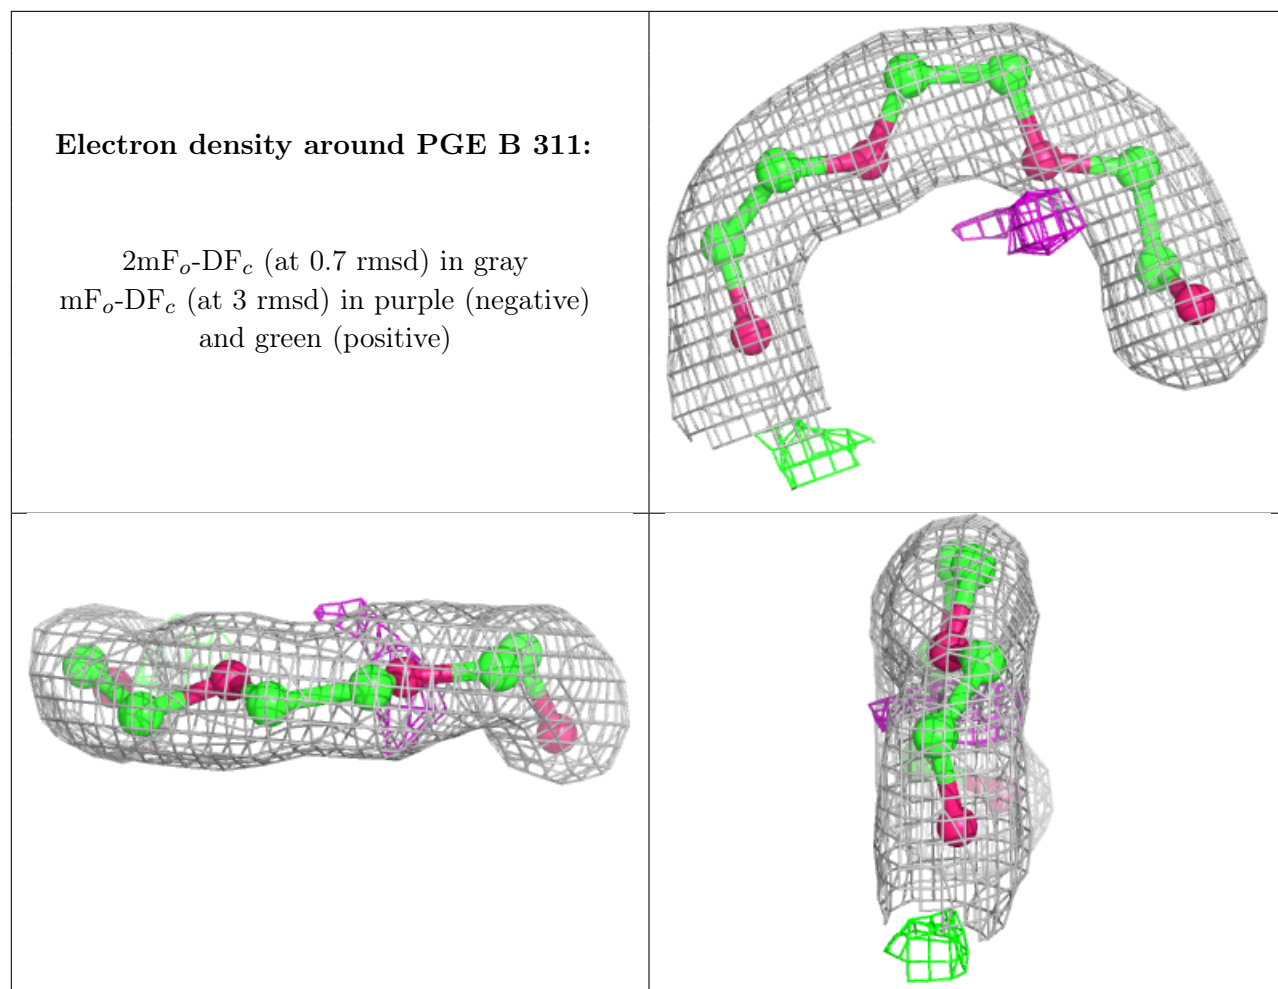 Electron density around PGE B 311:
2mFₒ-DF𝒸 (at 0.7 rmsd) in gray
mFₒ-DF𝒸 (at 3 rmsd) in purple (negative)
and green (positive)